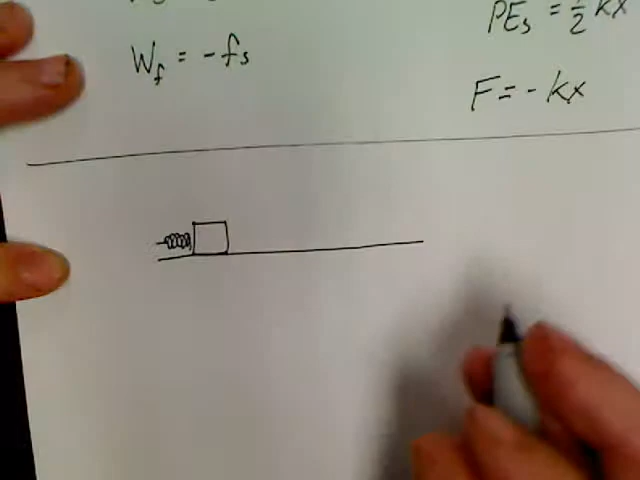 W_f = -fs
PE_s = 1/2 kx
F = -kx